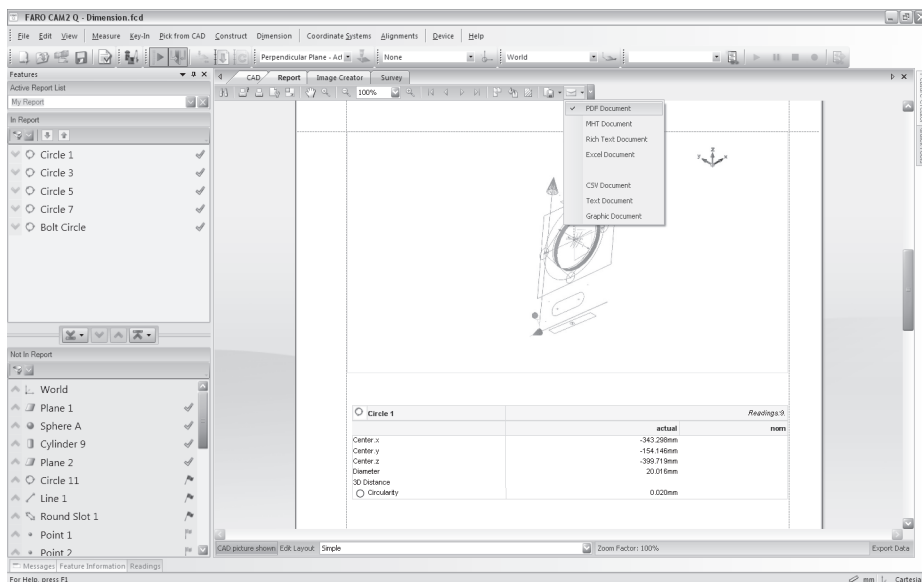 FARO CAM2 Q - Dimension.fcd
File Edit View Measure Key-In Pick from CAD Construct Dimension Coordinate Systems Alignments Device Help
Perpendicular Plane - Ad None World
Features
Active Report List
My Report
In Report
Circle 1
Circle 3
Circle 5
Circle 7
Bolt Circle
Not In Report
World
Plane 1
Sphere A
Cylinder 9
Plane 2
Circle 11
Line 1
Round Slot 1
Point 1
Point 2
Messages Feature Information Readings
For Help, press F1
CAD Report Image Creator Survey
100%
PDF Document
MHT Document
Rich Text Document
Excel Document
CSV Document
Text Document
Graphic Document
Circle 1 Readings:9.
actual nom
Center.x -343.298mm
Center.y -154.146mm
Center.z -399.719mm
Diameter 20.016mm
3D Distance
Circularity 0.020mm
CAD picture shown Edit Layout Simple Zoom Factor: 100% Export Data
mm Cartesia